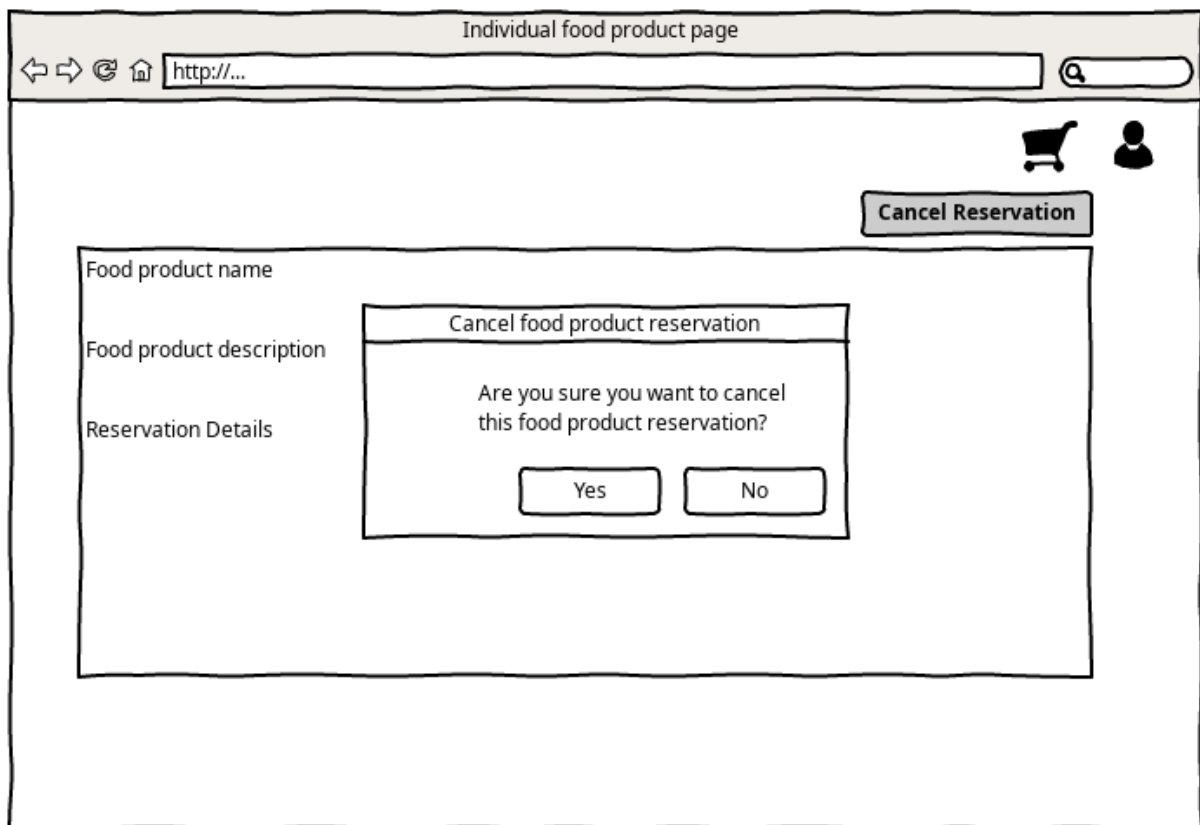 Individual food product page
http://...
Cancel Reservation
Food product name
Cancel food product reservation
Food product description
Are you sure you want to cancel
this food product reservation?
Reservation Details
Yes
No